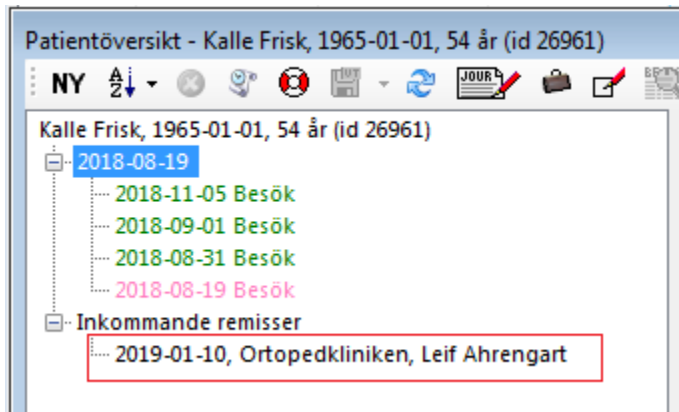 Patientöversikt - Kalle Frisk, 1965-01-01, 54 år (id 26961)
NY A Z JOUR
Kalle Frisk, 1965-01-01, 54 år (id 26961)
2018-08-19
2018-11-05 Besök
2018-09-01 Besök
2018-08-31 Besök
2018-08-19 Besök
Inkommande remisser
2019-01-10, Ortopedkliniken, Leif Ahrengart